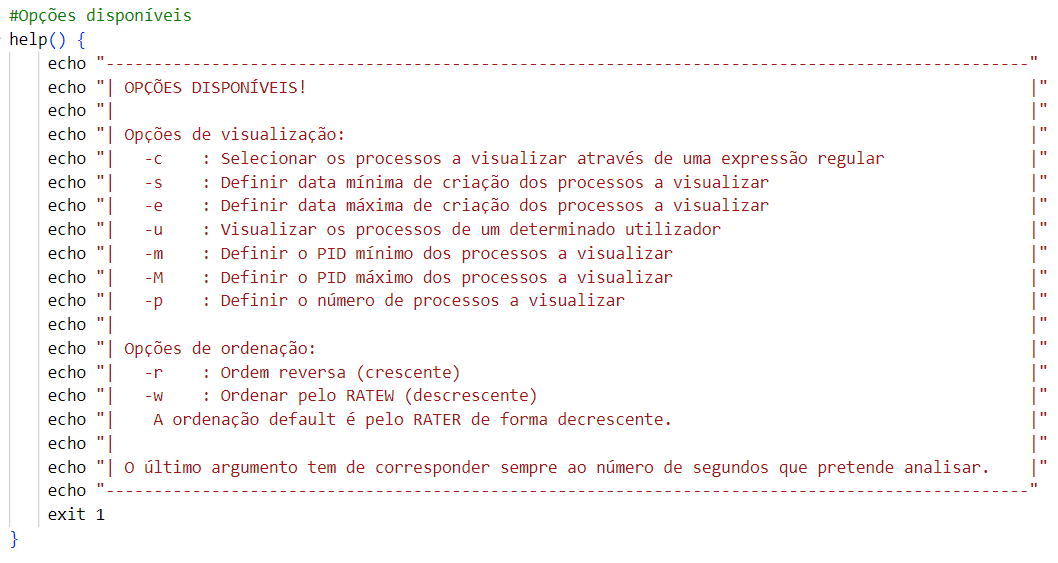 #Opções disponíveis
help() {
    echo "------------------------------------------------------------------------------------------------"
    echo "| OPÇÕES DISPONÍVEIS!                                                                           |"
    echo "|                                                                                               |"
    echo "| Opções de visualização:                                                                       |"
    echo "|   -c    : Selecionar os processos a visualizar através de uma expressão regular               |"
    echo "|   -s    : Definir data mínima de criação dos processos a visualizar                           |"
    echo "|   -e    : Definir data máxima de criação dos processos a visualizar                           |"
    echo "|   -u    : Visualizar os processos de um determinado utilizador                                |"
    echo "|   -m    : Definir o PID mínimo dos processos a visualizar                                     |"
    echo "|   -M    : Definir o PID máximo dos processos a visualizar                                     |"
    echo "|   -p    : Definir o número de processos a visualizar                                          |"
    echo "|                                                                                               |"
    echo "| Opções de ordenação:                                                                          |"
    echo "|   -r    : Ordem reversa (crescente)                                                           |"
    echo "|   -w    : Ordenar pelo RATEW (descrescente)                                                   |"
    echo "|    A ordenação default é pelo RATER de forma decrescente.                                     |"
    echo "|                                                                                               |"
    echo "| O último argumento tem de corresponder sempre ao número de segundos que pretende analisar.    |"
    echo "------------------------------------------------------------------------------------------------"
    exit 1
}